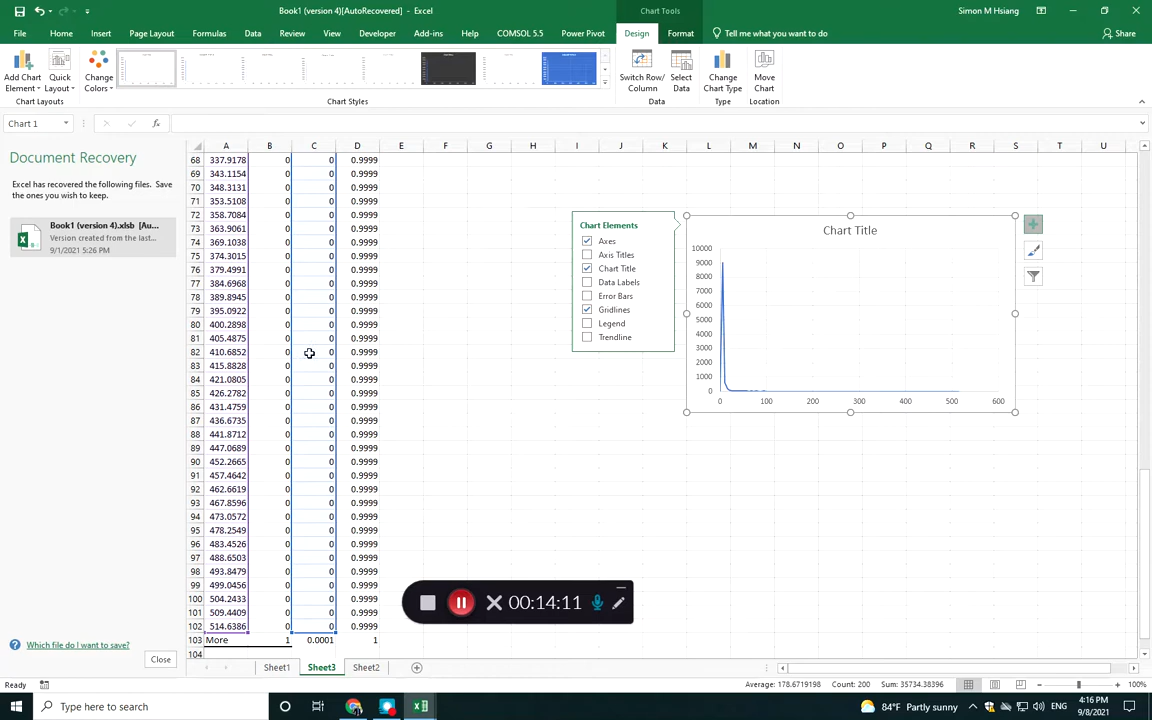 Book1 (version 4)[AutoRecovered] - Excel
Chart Tools
Simon M Hsiang
File Home Insert Page Layout Formulas Data Review View Developer Add-ins Help COMSOL 5.5 Power Pivot Design Format Tell me what you want to do Share
Add Chart Element Quick Layout
Change Colors
Switch Row/ Column Select Data
Change Chart Type
Move Chart
Chart Layouts
Chart Styles
Data
Type
Location
Chart 1
Document Recovery
Excel has recovered the following files. Save the ones you wish to keep.
Book1 (version 4).xlsb [Au...
Version created from the last...
9/1/2021 5:26 PM
Which file do I want to save?
Close
A B C D E F G H I J K L M N O P Q R S T U
68 337.9178 0 0 0.9999
69 343.1154 0 0 0.9999
70 348.3131 0 0 0.9999
71 353.5108 0 0 0.9999
72 358.7084 0 0 0.9999
73 363.9061 0 0 0.9999
74 369.1038 0 0 0.9999
75 374.3015 0 0 0.9999
76 379.4991 0 0 0.9999
77 384.6968 0 0 0.9999
78 389.8945 0 0 0.9999
79 395.0922 0 0 0.9999
80 400.2898 0 0 0.9999
81 405.4875 0 0 0.9999
82 410.6852 0 0 0.9999
83 415.8828 0 0 0.9999
84 421.0805 0 0 0.9999
85 426.2782 0 0 0.9999
86 431.4759 0 0 0.9999
87 436.6735 0 0 0.9999
88 441.8712 0 0 0.9999
89 447.0689 0 0 0.9999
90 452.2665 0 0 0.9999
91 457.4642 0 0 0.9999
92 462.6619 0 0 0.9999
93 467.8596 0 0 0.9999
94 473.0572 0 0 0.9999
95 478.2549 0 0 0.9999
96 483.4526 0 0 0.9999
97 488.6503 0 0 0.9999
98 493.8479 0 0 0.9999
99 499.0456 0 0 0.9999
100 504.2433 0 0 0.9999
101 509.4409 0 0 0.9999
102 514.6386 0 0 0.9999
103 More 1 0.0001 1
104
Chart Elements
Axes
Axis Titles
Chart Title
Data Labels
Error Bars
Gridlines
Legend
Trendline
Chart Title
10000
9000
8000
7000
6000
5000
4000
3000
2000
1000
0
0 100 200 300 400 500 600
00:14:11
Sheet1 Sheet3 Sheet2
Ready
Average: 178.6719198 Count: 200 Sum: 35734.38396
100%
Type here to search
84°F Partly sunny
ENG
4:16 PM
9/8/2021